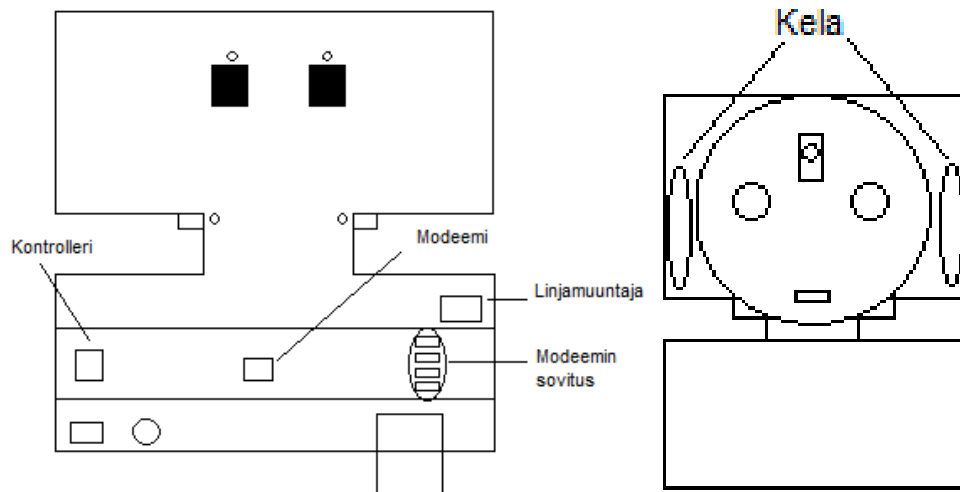 Kela
Kontrolleri
Modeemi
Linjamuuntaja
Modeemin
sovitus